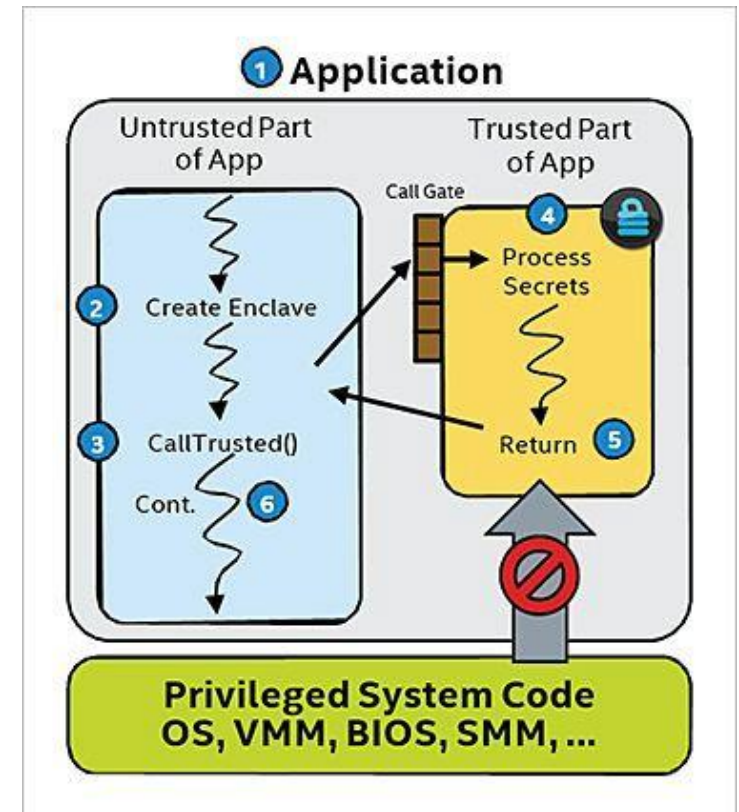 1 Application
Untrusted Part
of App
Trusted Part
of App
Call Gate
2
Create Enclave
3
CallTrusted()
Cont.
6
4
Process
Secrets
Return
5
Privileged System Code
OS, VMM, BIOS, SMM, ...